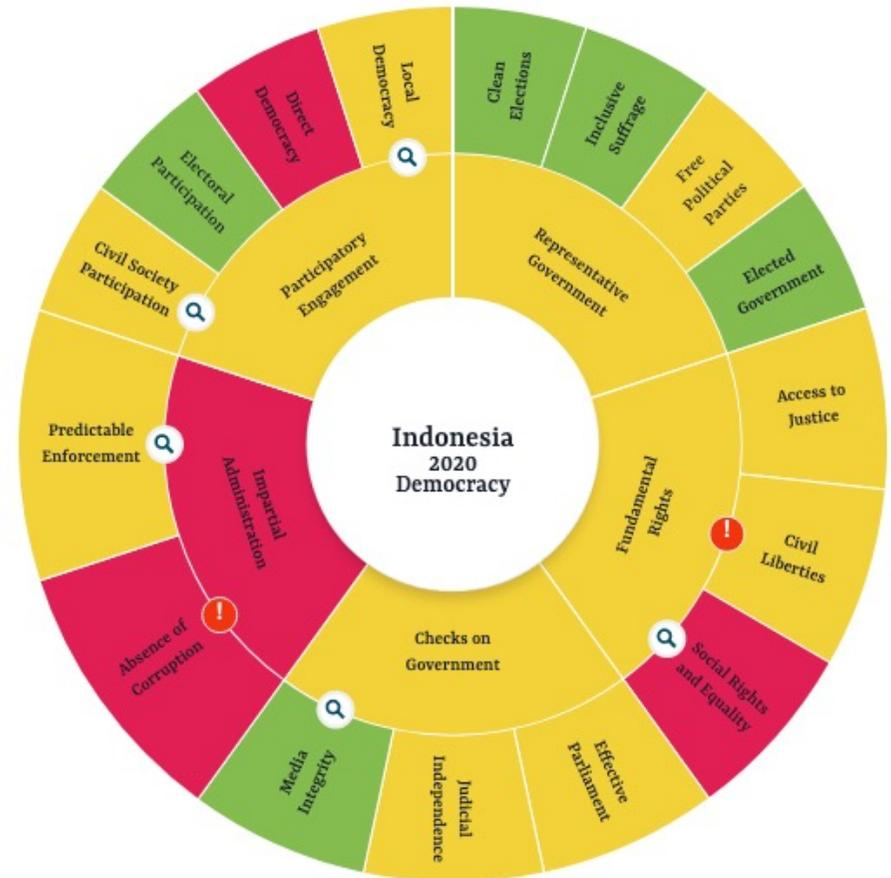 Indonesia
2020
Democracy
Representative
Government
Clean
Elections
Inclusive
Suffrage
Free
Political
Parties
Elected
Government
Fundamental
Rights
Access to
Justice
Civil
Liberties
Social Rights
and Equality
Checks on
Government
Effective
Parliament
Judicial
Independence
Media
Integrity
Impartial
Administration
Absence of
Corruption
Predictable
Enforcement
Participatory
Engagement
Civil Society
Participation
Electoral
Participation
Direct
Democracy
Local
Democracy
!
!